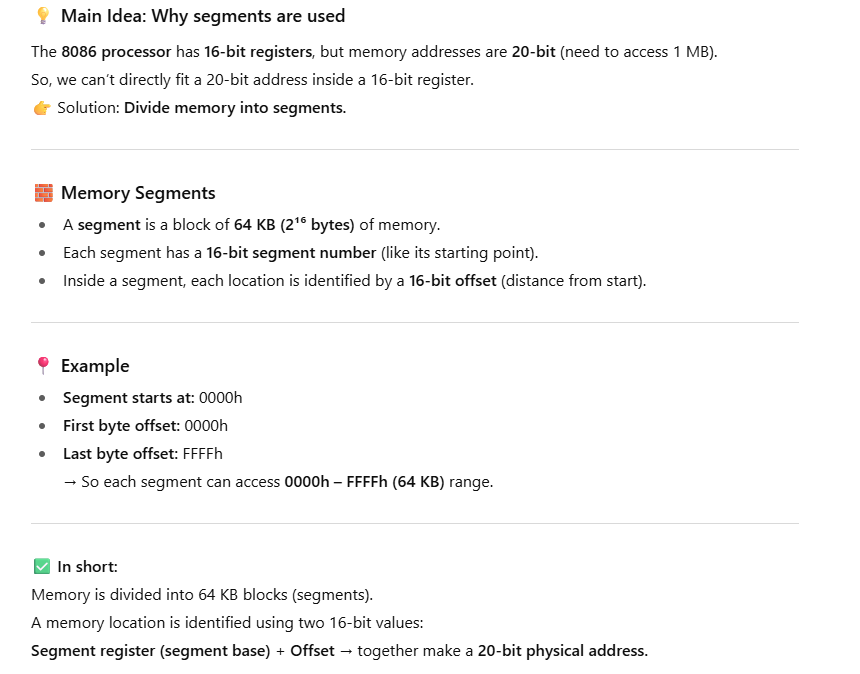 💡 Main Idea: Why segments are used
The 8086 processor has 16-bit registers, but memory addresses are 20-bit (need to access 1 MB).
So, we can't directly fit a 20-bit address inside a 16-bit register.
👉 Solution: Divide memory into segments.
🧱 Memory Segments
• A segment is a block of 64 KB (2¹⁶ bytes) of memory.
• Each segment has a 16-bit segment number (like its starting point).
• Inside a segment, each location is identified by a 16-bit offset (distance from start).
📍 Example
• Segment starts at: 0000h
• First byte offset: 0000h
• Last byte offset: FFFFh
→ So each segment can access 0000h – FFFFh (64 KB) range.
✅ In short:
Memory is divided into 64 KB blocks (segments).
A memory location is identified using two 16-bit values:
Segment register (segment base) + Offset → together make a 20-bit physical address.